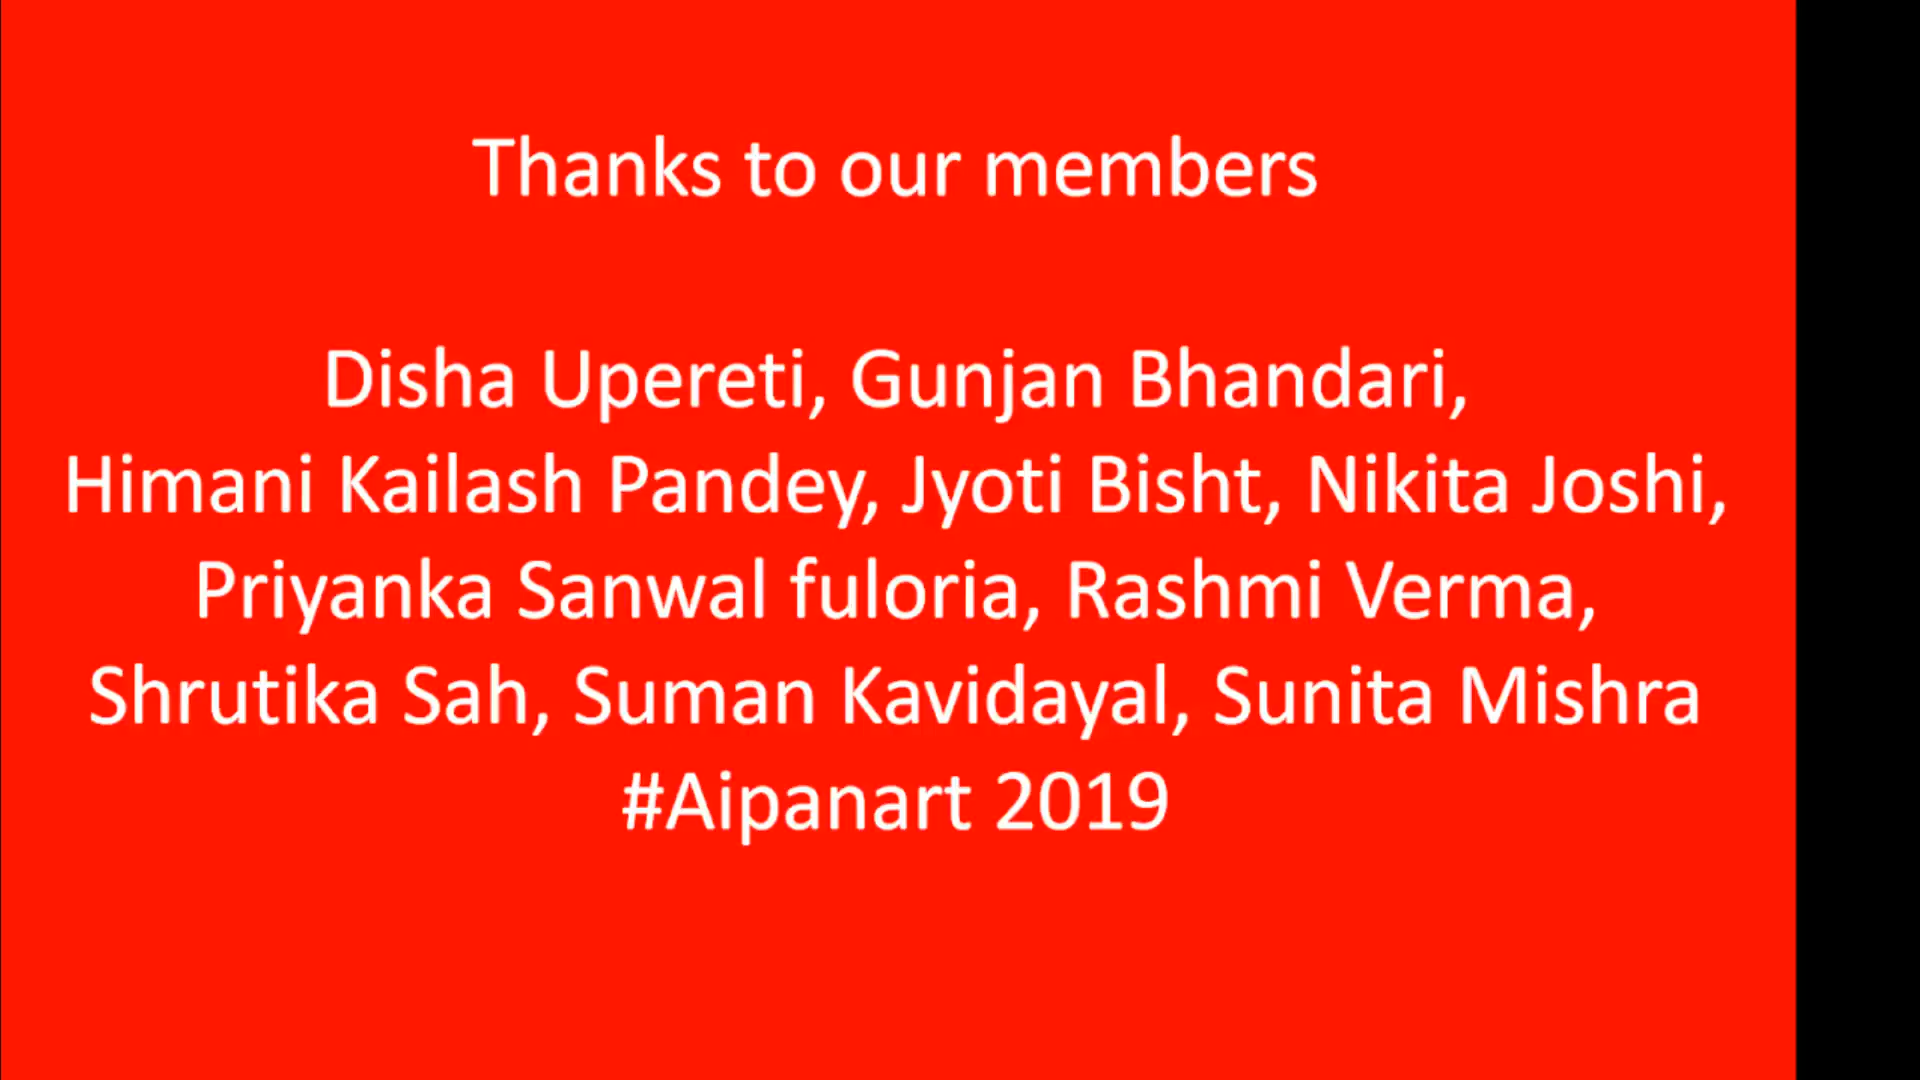 Thanks to our members
Disha Upereti, Gunjan Bhandari,
Himani Kailash Pandey, Jyoti Bisht, Nikita Joshi,
Priyanka Sanwal fuloria, Rashmi Verma,
Shrutika Sah, Suman Kavidayal, Sunita Mishra
#Aipanart 2019